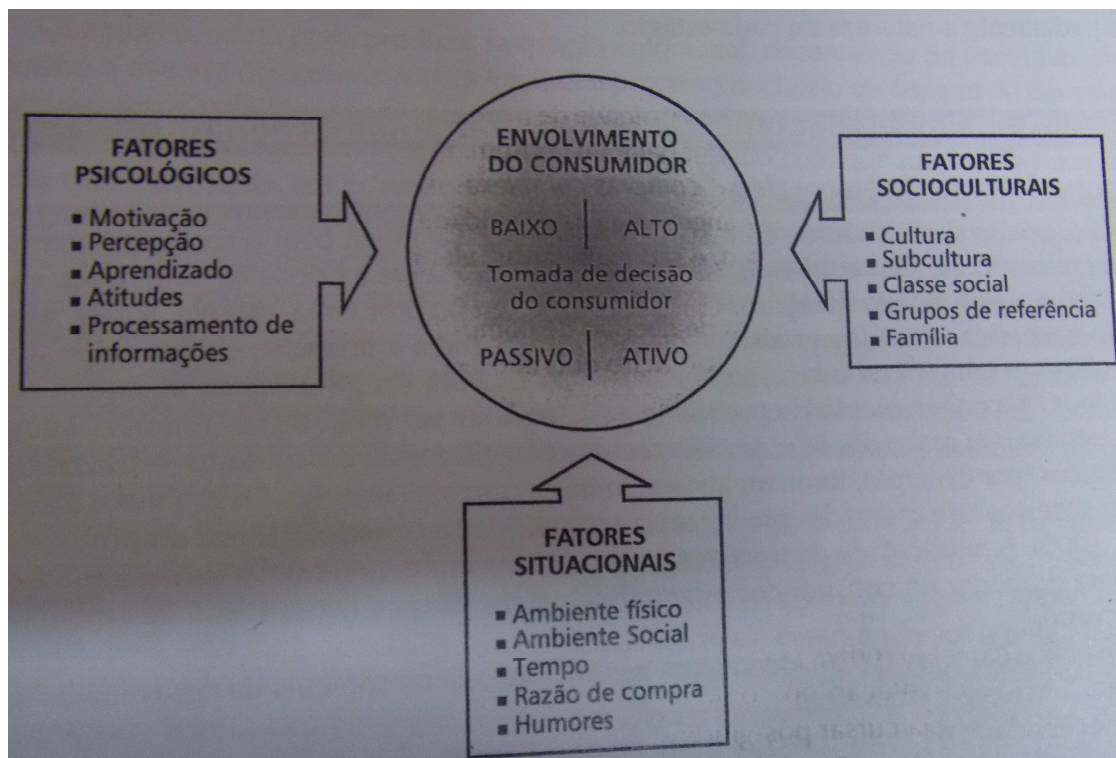 FATORES
PSICOLÓGICOS
▪ Motivação
▪ Percepção
▪ Aprendizado
▪ Atitudes
▪ Processamento de
informações
ENVOLVIMENTO
DO CONSUMIDOR
BAIXO | ALTO
Tomada de decisão
do consumidor
PASSIVO | ATIVO
FATORES
SOCIOCULTURAIS
▪ Cultura
▪ Subcultura
▪ Classe social
▪ Grupos de referência
▪ Família
FATORES
SITUACIONAIS
▪ Ambiente físico
▪ Ambiente Social
▪ Tempo
▪ Razão de compra
▪ Humores